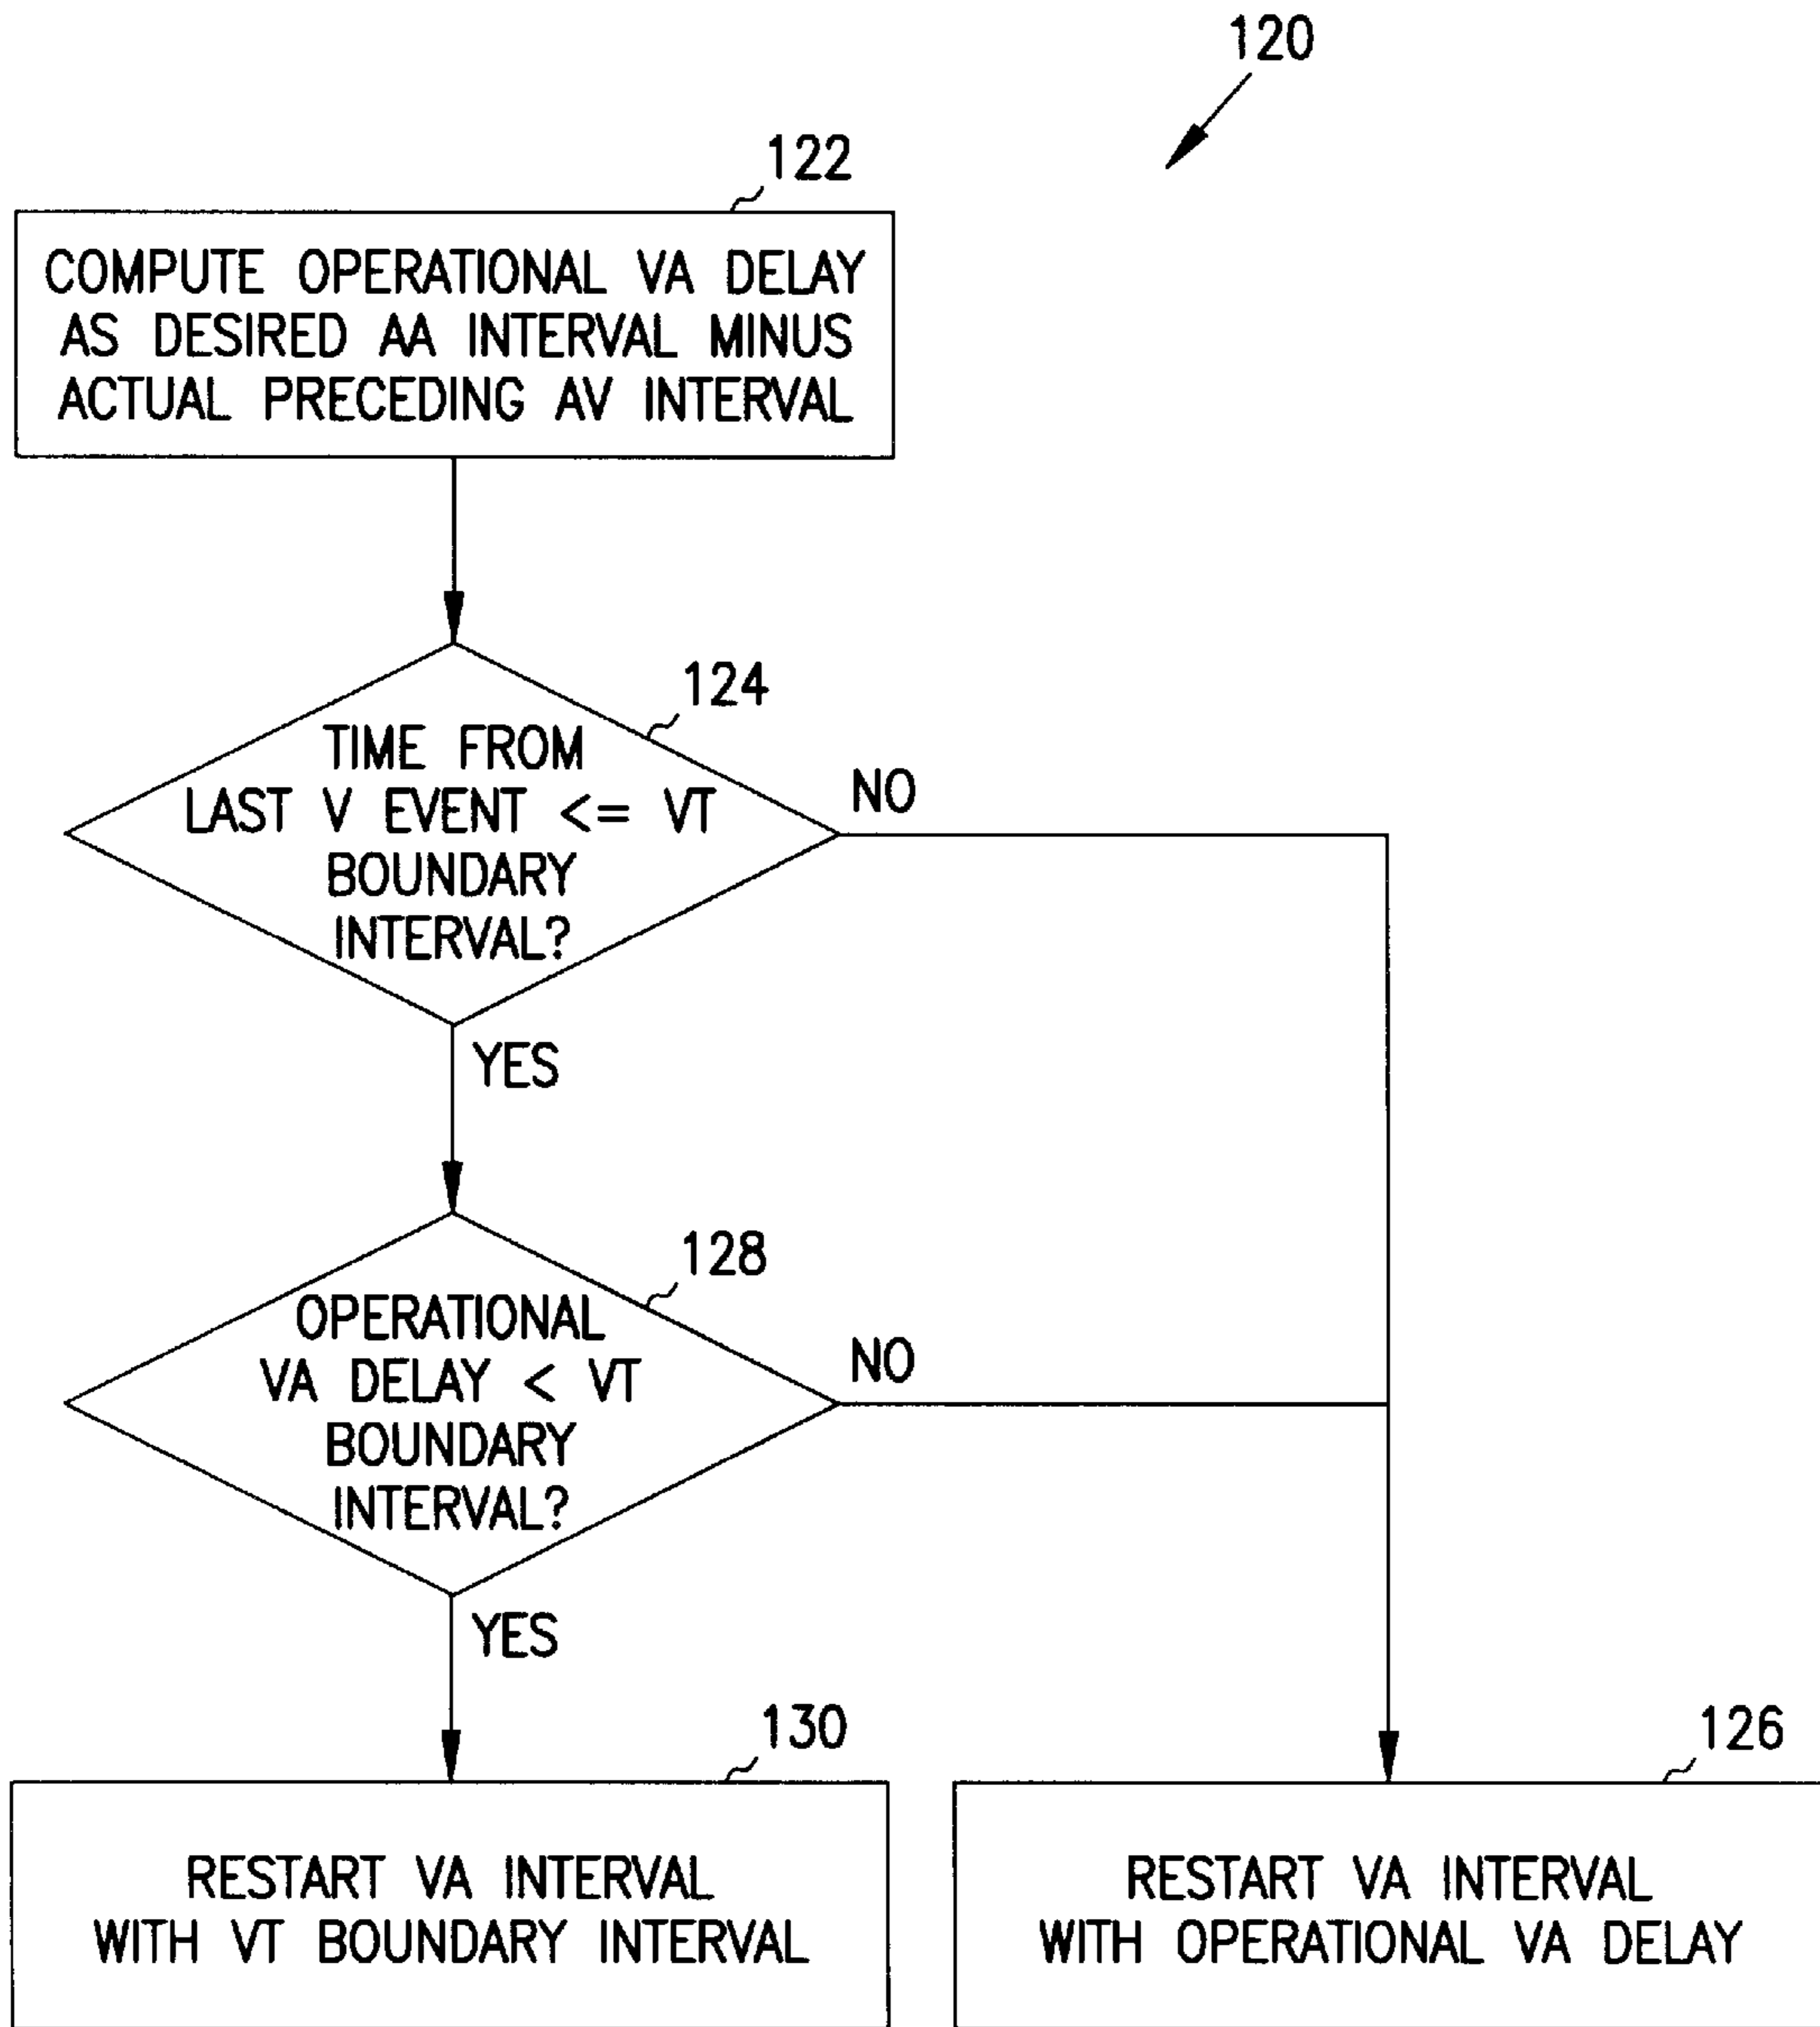 120
122
COMPUTE OPERATIONAL VA DELAY
AS DESIRED AA INTERVAL MINUS
ACTUAL PRECEDING AV INTERVAL
124
TIME FROM
LAST V EVENT <= VT
BOUNDARY
INTERVAL?
NO
YES
128
OPERATIONAL
VA DELAY < VT
BOUNDARY
INTERVAL?
NO
YES
130
RESTART VA INTERVAL
WITH VT BOUNDARY INTERVAL
126
RESTART VA INTERVAL
WITH OPERATIONAL VA DELAY